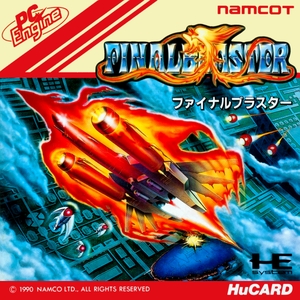 PC Engine
namcot
FINAL BLASTER
ファイナルブラスター
HE
system
© 1990 NAMCO LTD., ALL RIGHTS RESERVED
HuCARD